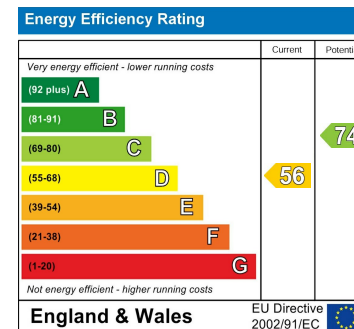 Energy Efficiency Rating
Current
Potenti
Very energy efficient - lower running costs
(92 plus) A
(81-91) B
(69-80) C
74
(55-68) D
56
(39-54) E
(21-38) F
(1-20) G
Not energy efficient - higher running costs
England & Wales
EU Directive
2002/91/EC